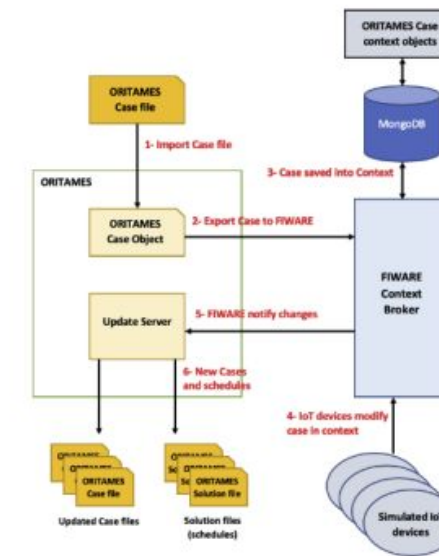 ORITAMES Case
context objects
ORITAMES
Case file
MongoDB
1- Import Case file
3- Case saved into Context
ORITAMES
ORITAMES
Case Object
2- Export Case to FIWARE
FIWARE
Context
Broker
Update Server
5- FIWARE notify changes
6- New Cases
and schedules
4- IoT devices modify
case in context
ORITAMES
Case file
ORITAMES
Solution file
Updated Case files
Solution files
(schedules)
Simulated IoT
devices